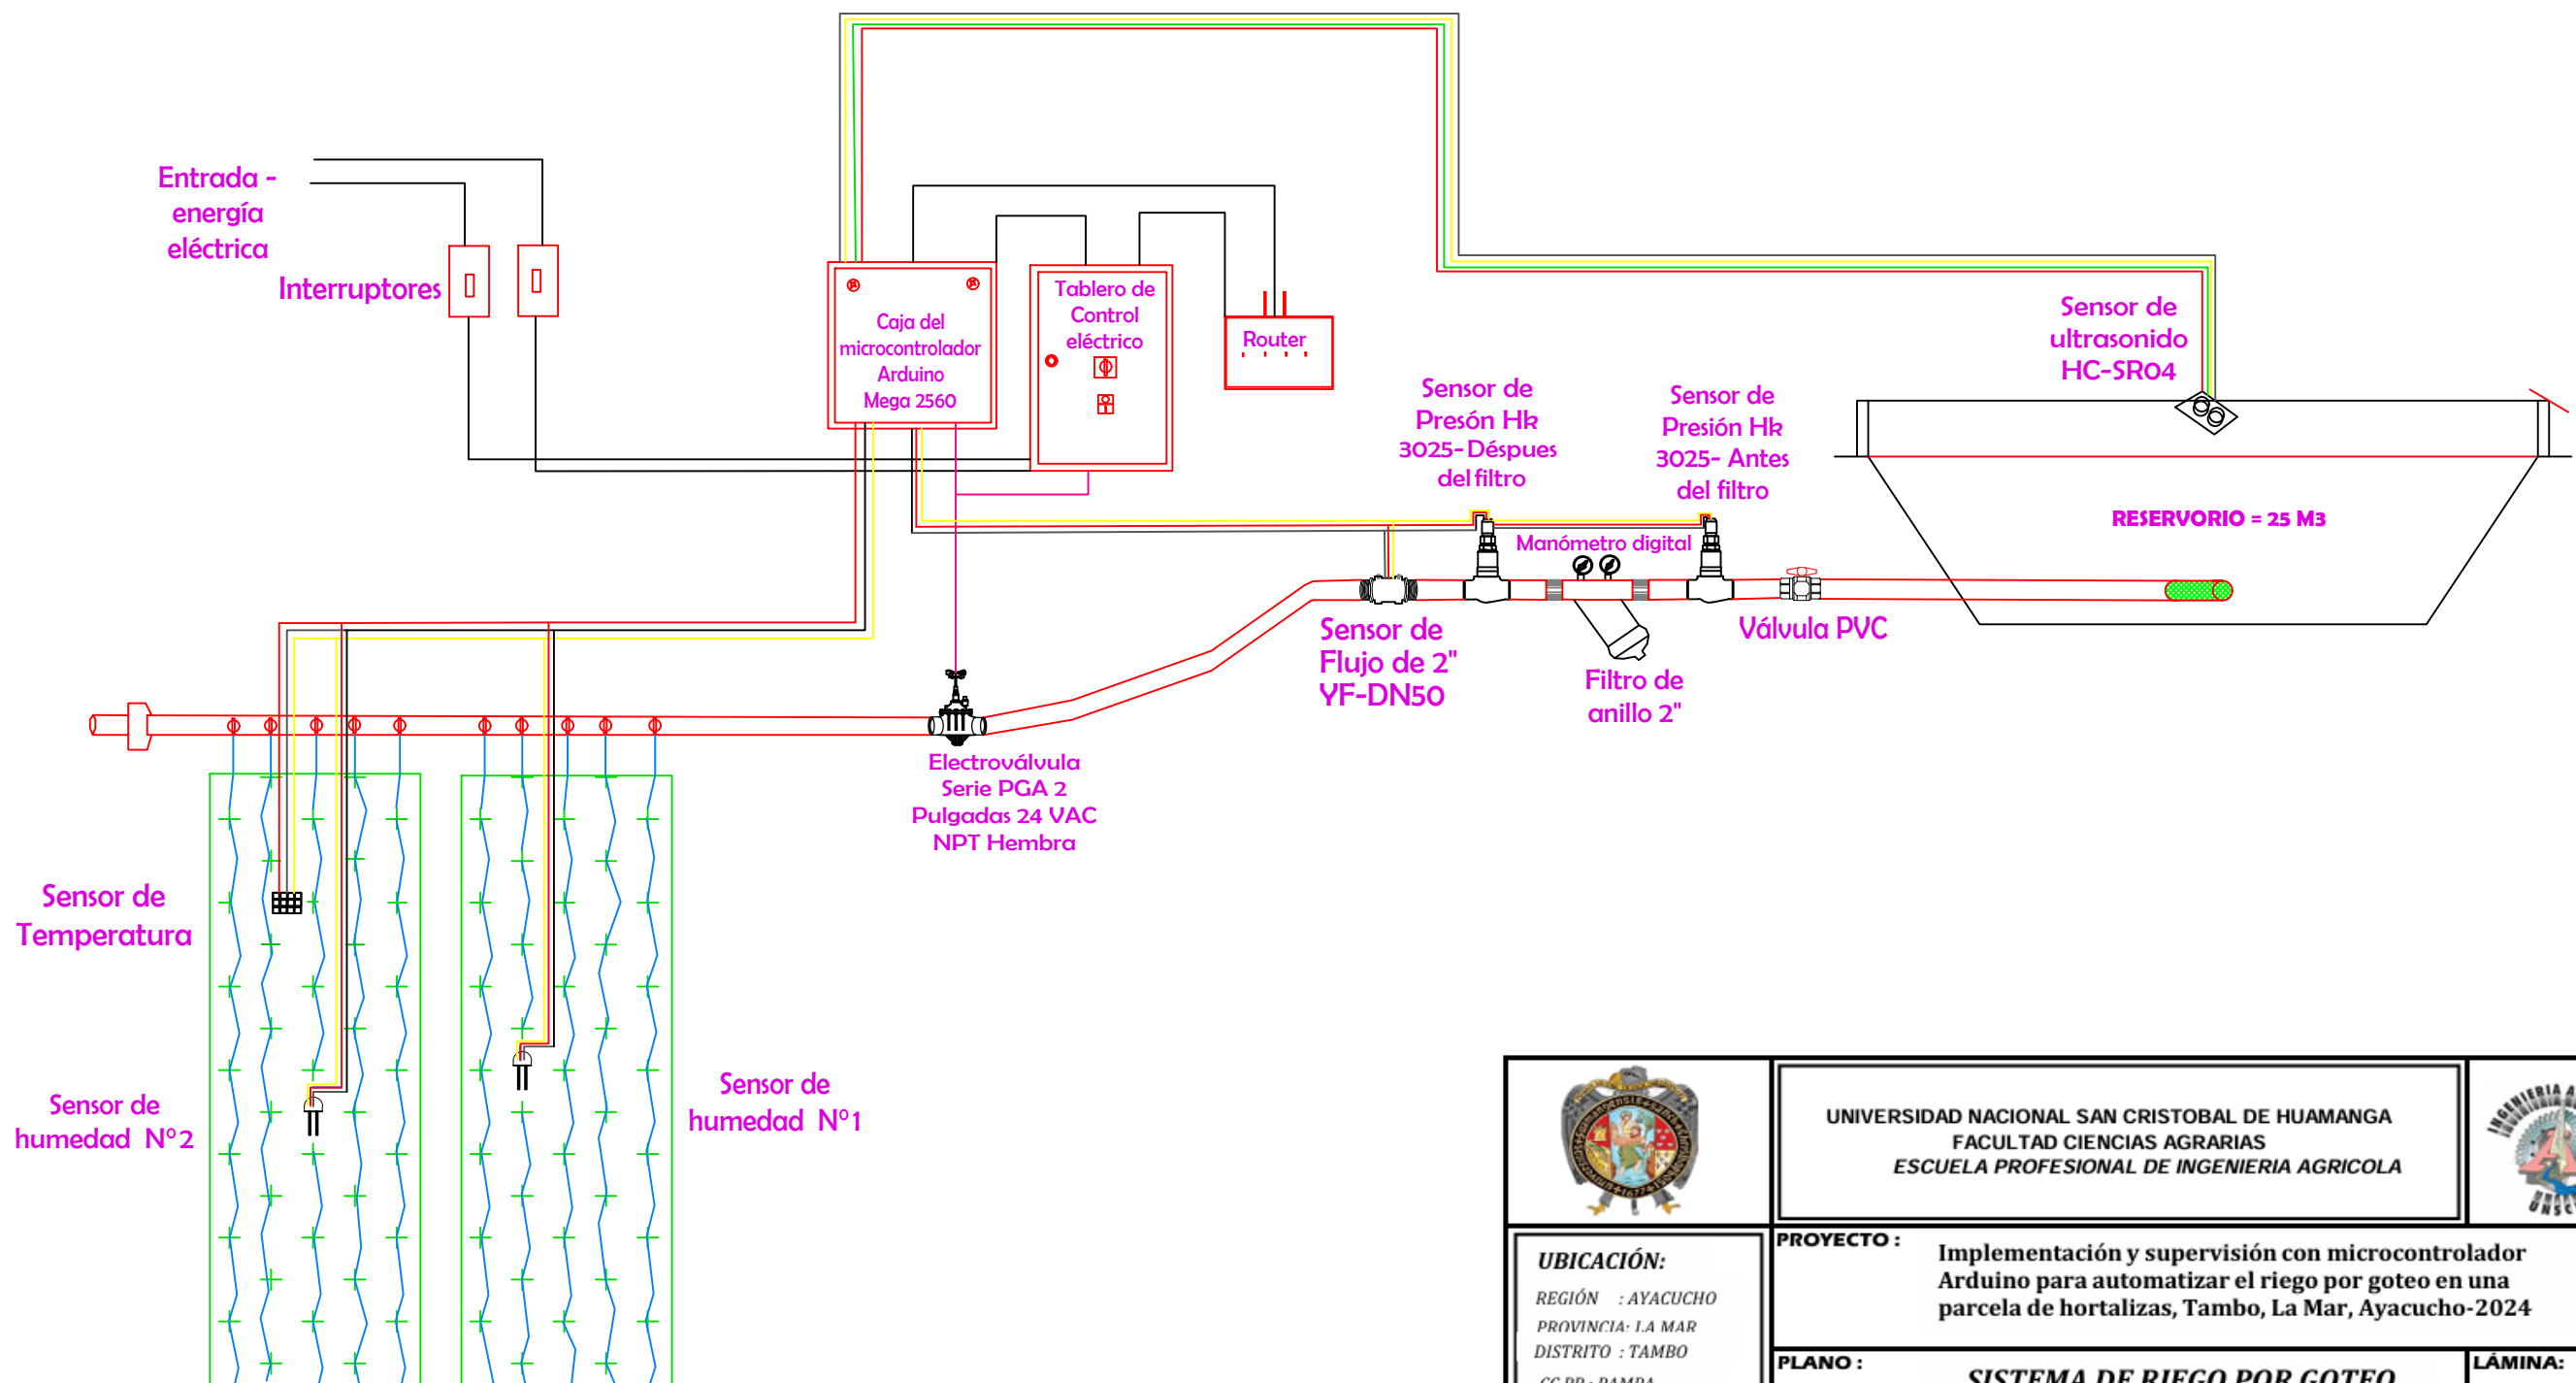 Entrada -
energía
eléctrica
Interruptores
Caja del
microcontrolador
Arduino
Mega 2560
Tablero de
Control
eléctrico
Router
Sensor de
ultrasonido
HC-SR04
Sensor de
Presón Hk
3025- Déspues
del filtro
Sensor de
Presión Hk
3025- Antes
del filtro
RESERVORIO = 25 M3
Manómetro digital
Sensor de
Flujo de 2"
YF-DN50
Filtro de
anillo 2"
Válvula PVC
Electroválvula
Serie PGA 2
Pulgadas 24 VAC
NPT Hembra
Sensor de
Temperatura
Sensor de
humedad N°2
Sensor de
humedad N°1
UNIVERSIDAD NACIONAL SAN CRISTOBAL DE HUAMANGA
FACULTAD CIENCIAS AGRARIAS
ESCUELA PROFESIONAL DE INGENIERIA AGRICOLA
UBICACIÓN:
REGIÓN : AYACUCHO
PROVINCIA: LA MAR
DISTRITO : TAMBO
PROYECTO :
Implementación y supervisión con microcontrolador
Arduino para automatizar el riego por goteo en una
parcela de hortalizas, Tambo, La Mar, Ayacucho-2024
PLANO :
SISTEMA DE RIEGO POR GOTEO
LÁMINA: